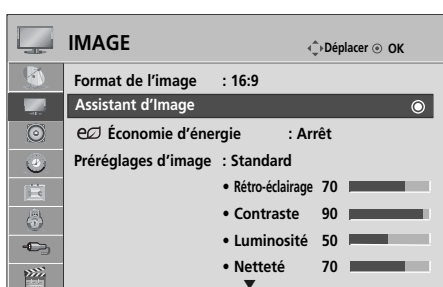 IMAGE
Déplacer OK
Format de l'image : 16:9
Assistant d'Image
Économie d'énergie : Arrêt
Préréglages d'image : Standard
• Rétro-éclairage 70
• Contraste 90
• Luminosité 50
• Netteté 70